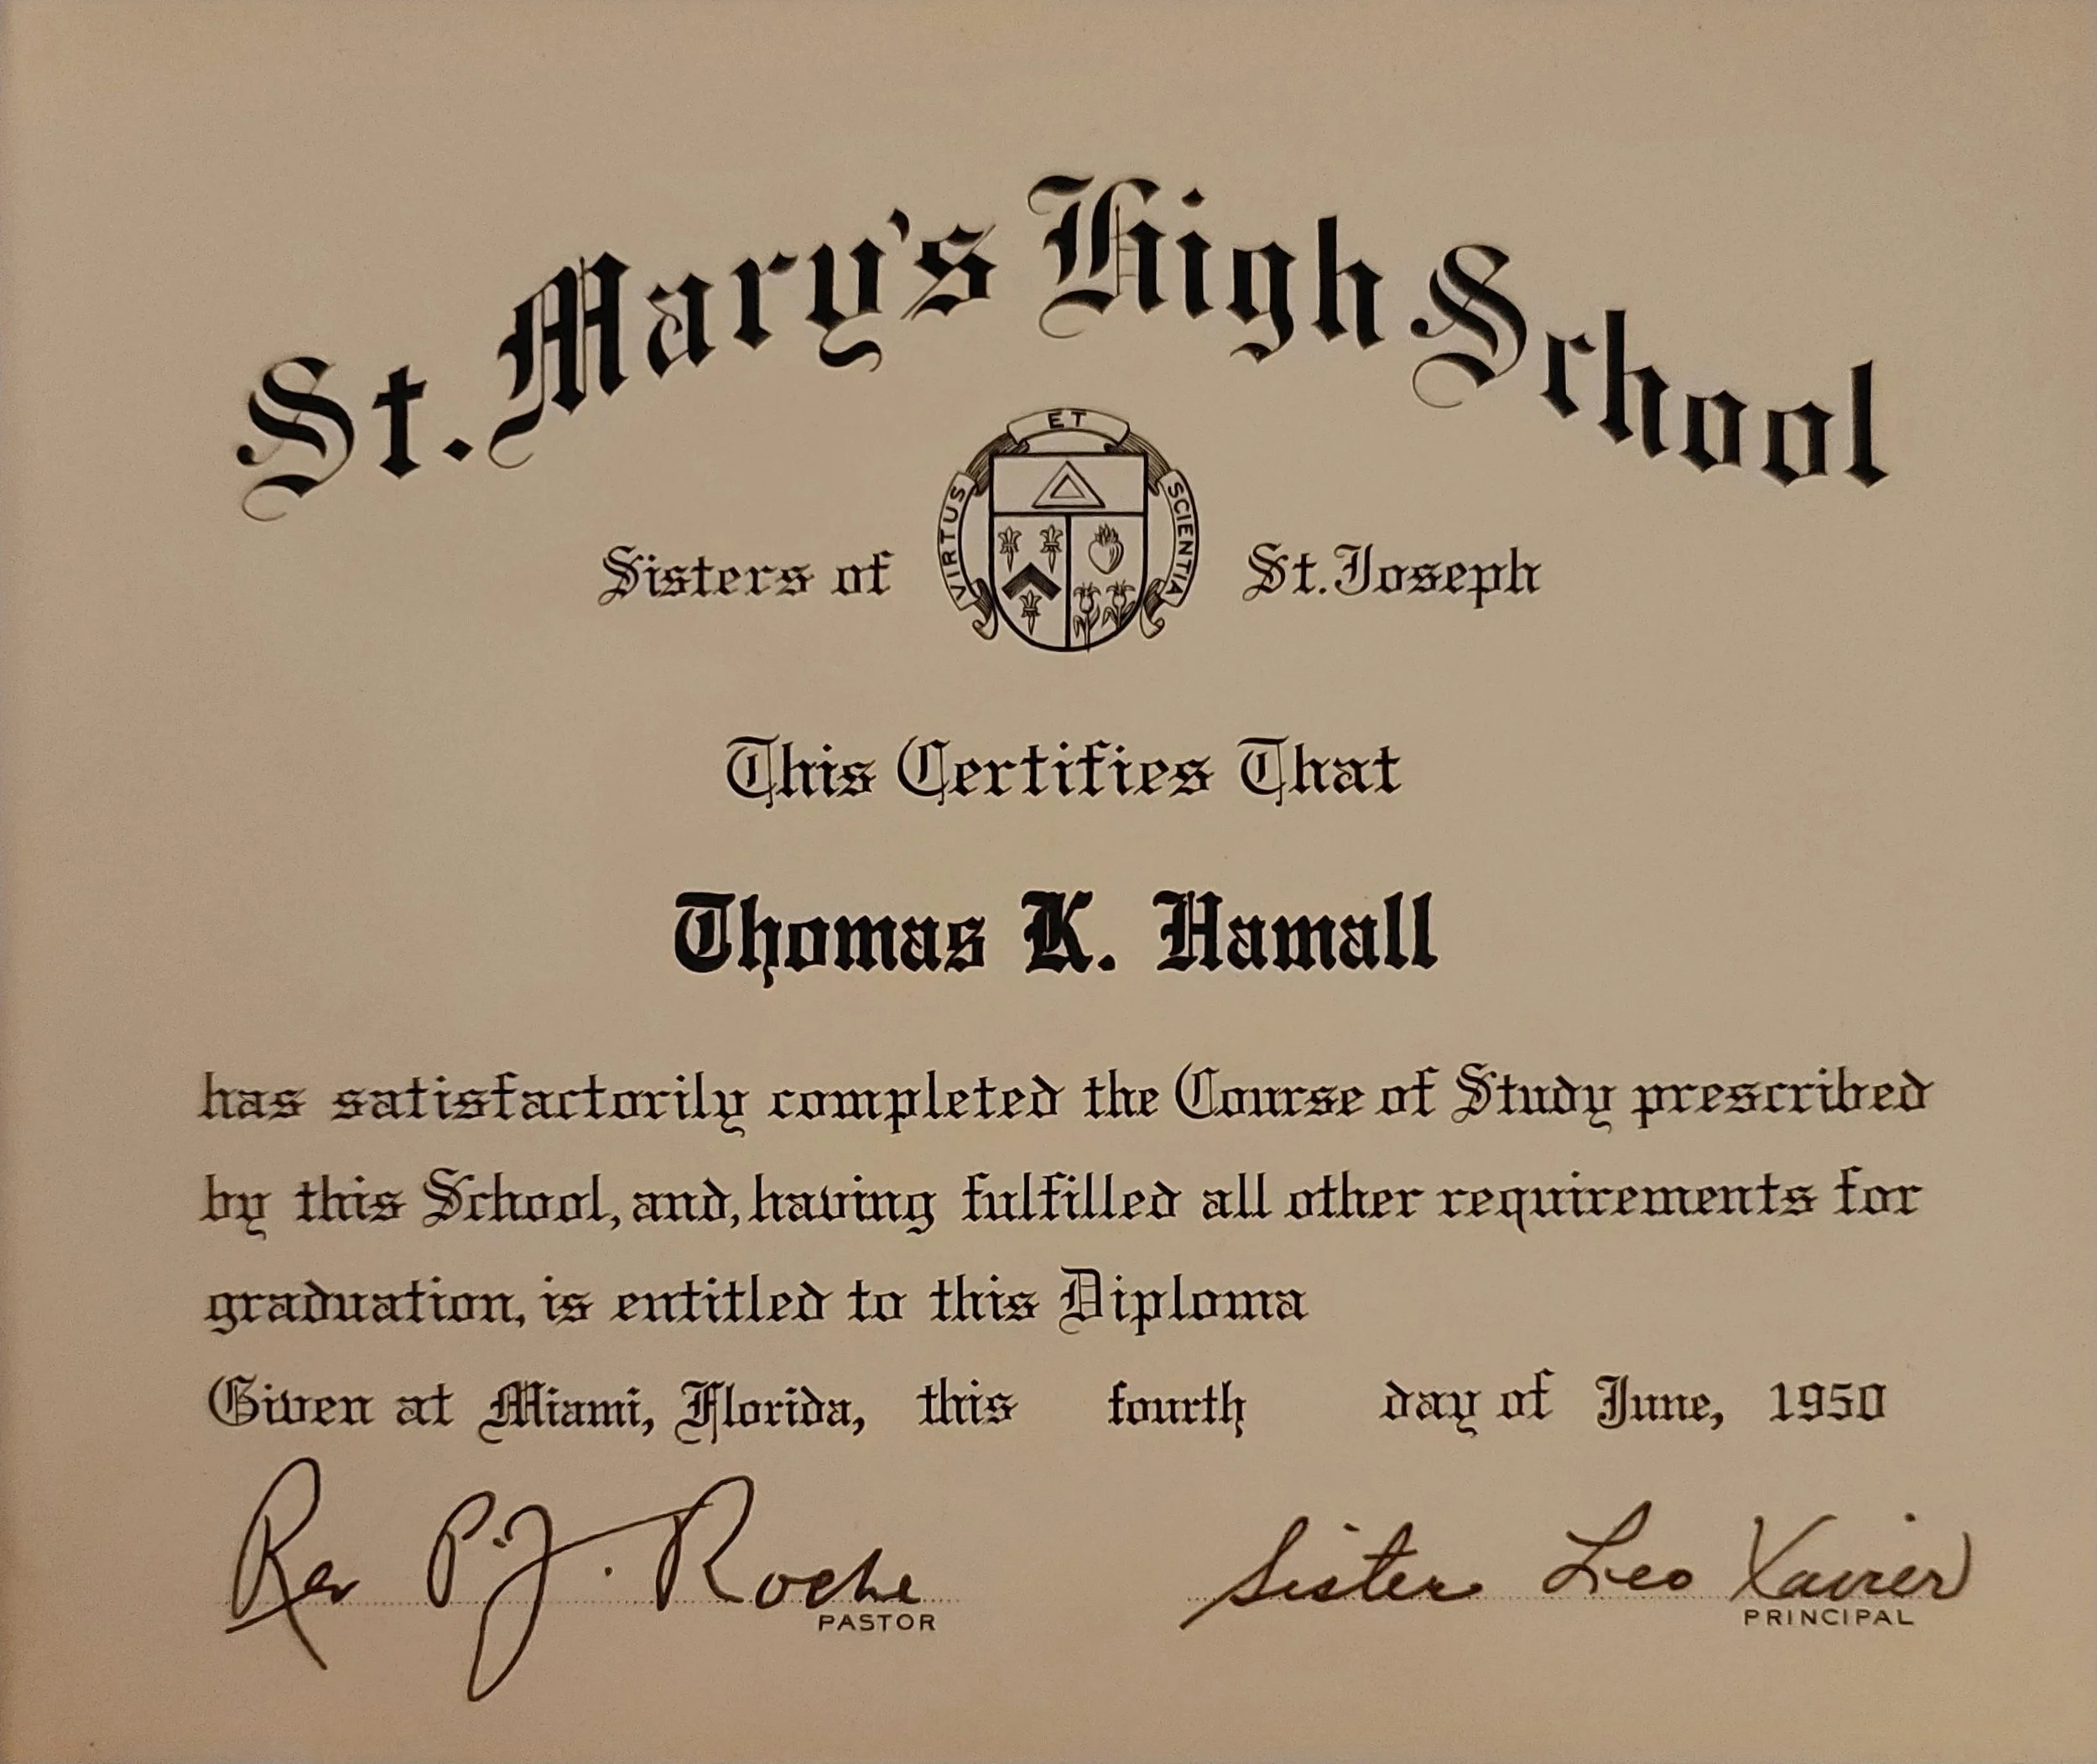 St. Mary's High School
VIRTUS ET SCIENTIA
Sisters of St. Joseph
This Certifies That
Thomas K. Hamall
has satisfactorily completed the Course of Study prescribed
by this School, and, having fulfilled all other requirements for
graduation, is entitled to this Diploma
Given at Miami, Florida, this fourth day of June, 1950
Rev P. J. Roche Sister Leo Xavier
PASTOR PRINCIPAL